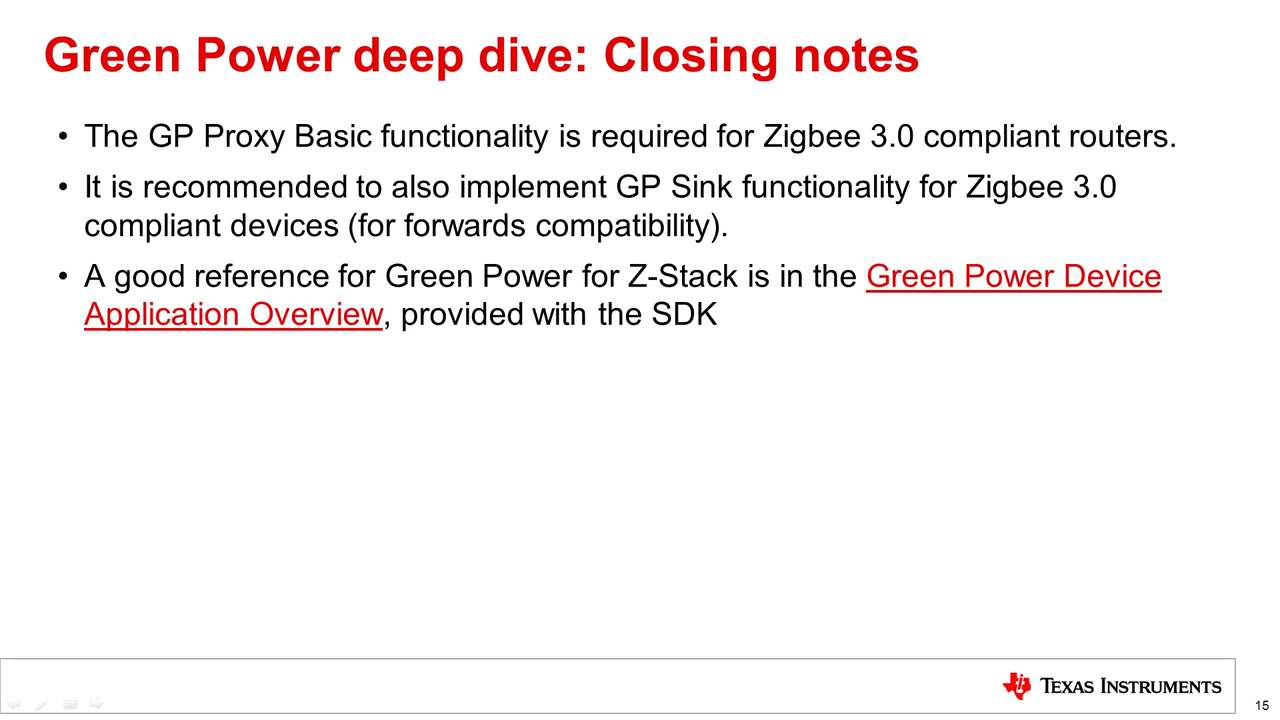 Green Power deep dive: Closing notes
• The GP Proxy Basic functionality is required for Zigbee 3.0 compliant routers.
• It is recommended to also implement GP Sink functionality for Zigbee 3.0
compliant devices (for forwards compatibility).
• A good reference for Green Power for Z-Stack is in the Green Power Device
Application Overview, provided with the SDK
TEXAS INSTRUMENTS
15